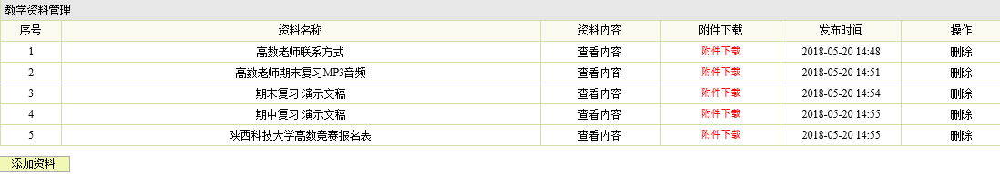 教学资料管理
序号 资料名称 资料内容 附件下载 发布时间 操作
1 高数老师联系方式 查看内容 附件下载 2018-05-20 14:48 删除
2 高数老师期末复习MP3音频 查看内容 附件下载 2018-05-20 14:51 删除
3 期末复习 演示文稿 查看内容 附件下载 2018-05-20 14:54 删除
4 期中复习 演示文稿 查看内容 附件下载 2018-05-20 14:55 删除
5 陕西科技大学高数竞赛报名表 查看内容 附件下载 2018-05-20 14:55 删除
添加资料